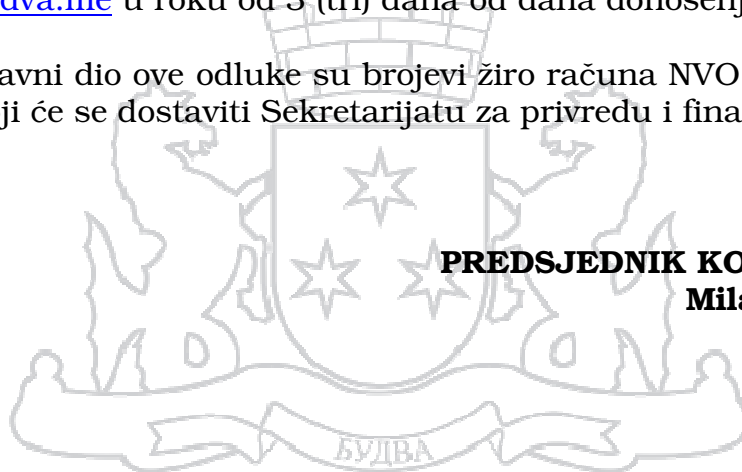 dva.me u roku od 3 (tri) dana od dana donošenj
avni dio ove odluke su brojevi žiro računa NVO
ji će se dostaviti Sekretarijatu za privredu i fina
PREDSJEDNIK KO
Mila
БУДВА